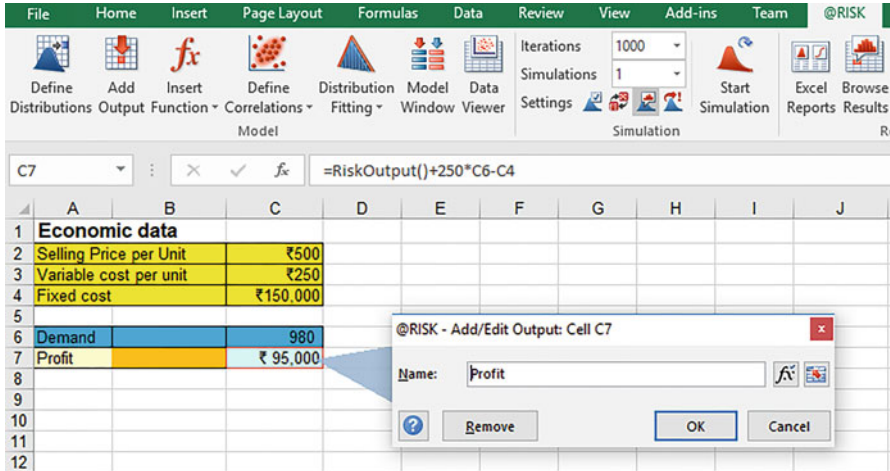 File Home Insert Page Layout Formulas Data Review View Add-ins Team @RISK
Define Distributions
Add Output
Insert Function
Define Correlations
Distribution Fitting
Model Window
Data Viewer
Model
Iterations 1000
Simulations 1
Settings
Start Simulation
Simulation
Excel Reports
Browse Results
R
C7 fx =RiskOutput()+250*C6-C4
A B C D E F G H I J
1 Economic data
2 Selling Price per Unit ₹500
3 Variable cost per unit ₹250
4 Fixed cost ₹150,000
5
6 Demand 980
7 Profit ₹ 95,000
8
9
10
11
12
@RISK - Add/Edit Output: Cell C7 x
Name: Profit fx
? Remove OK Cancel